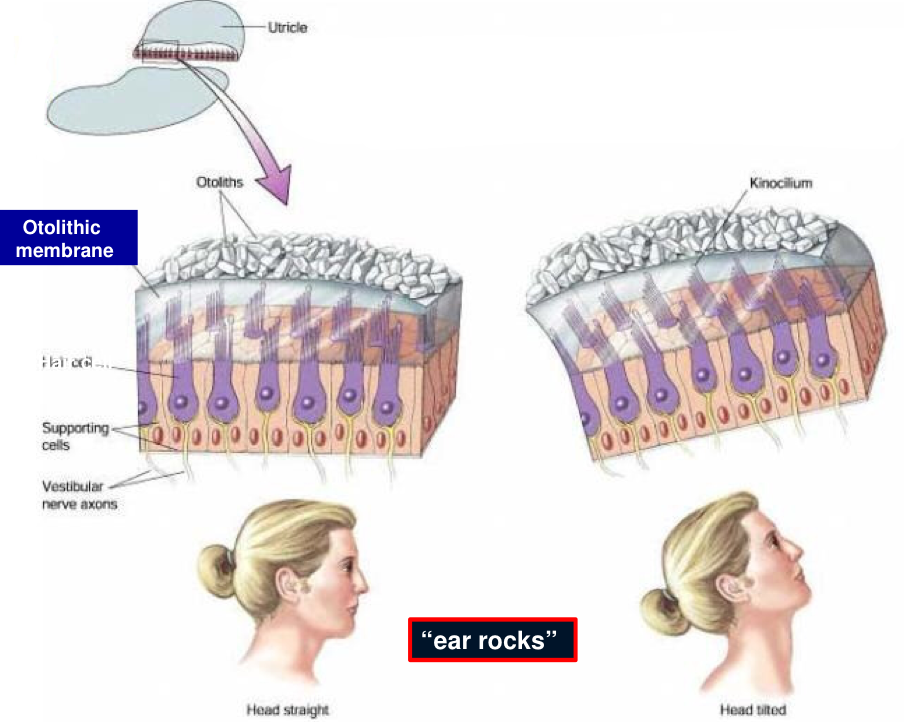 Utricle
Otoliths
Kinocilium
Otolithic
membrane
Supporting
cells
Vestibular
nerve axons
“ear rocks”
Head straight
Head tilted